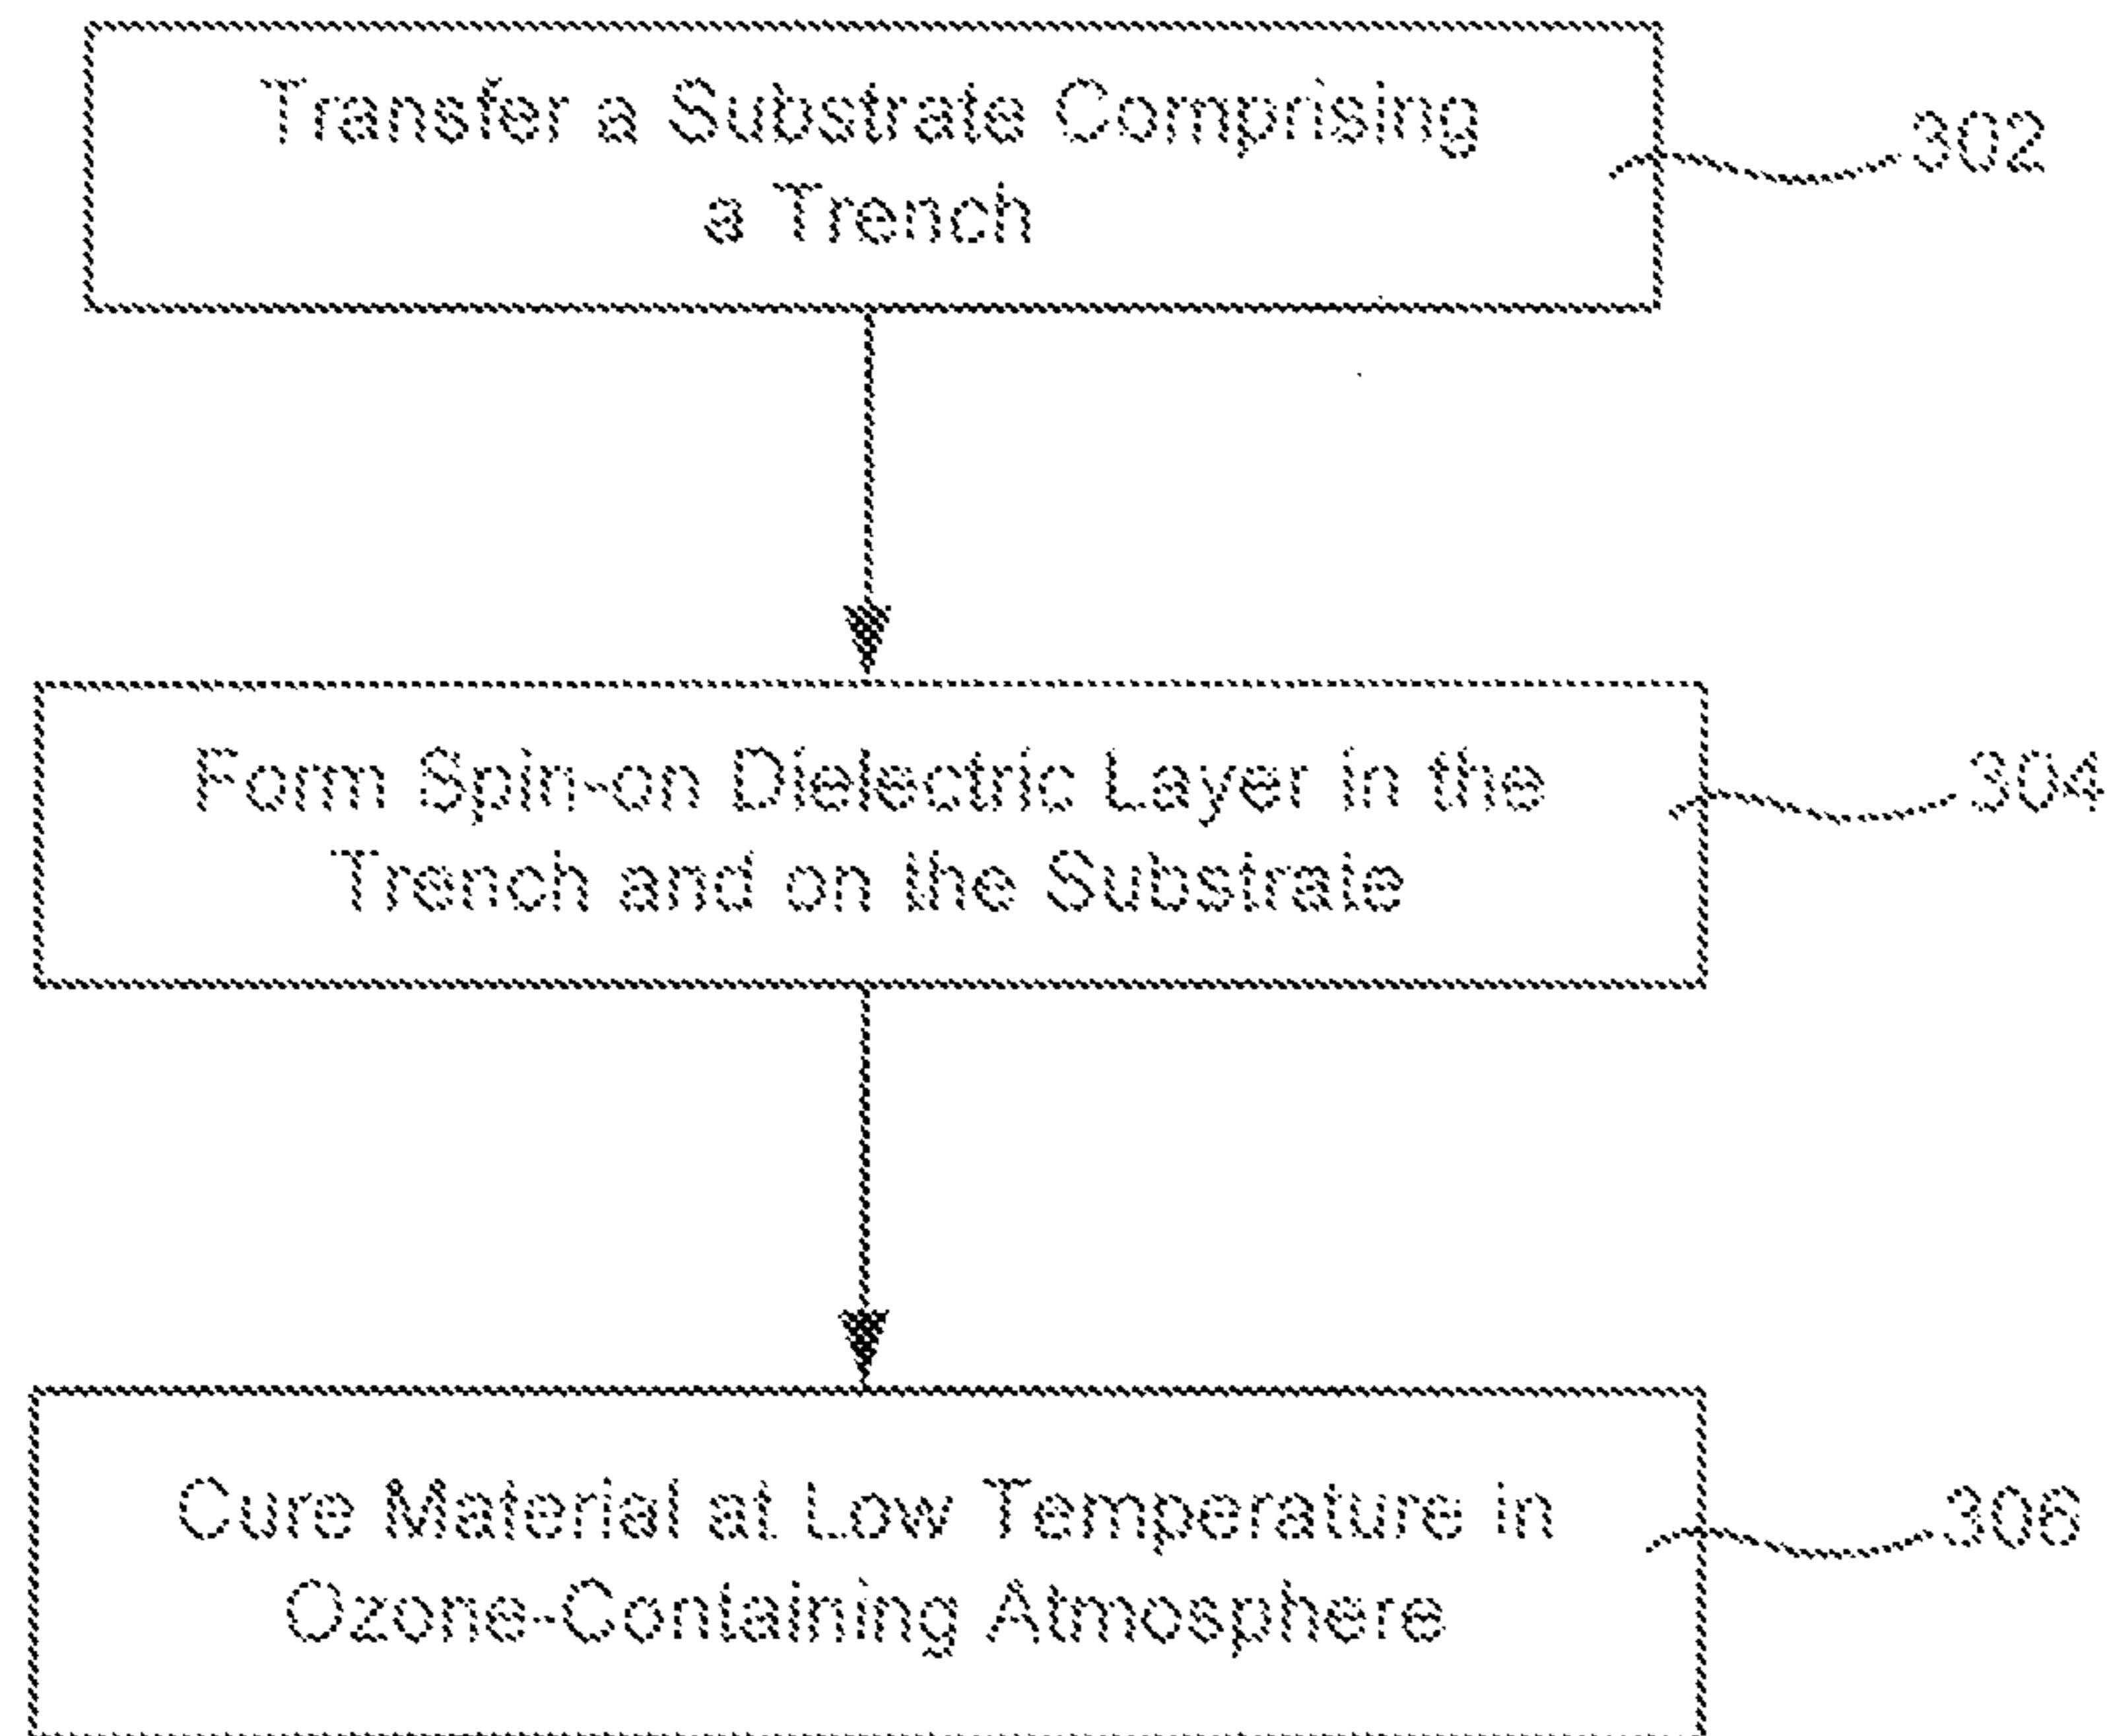 Transfer a Substrate Comprising
a Trench
302
Form Spin-on Dielectric Layer in the
Trench and on the Substrate
304
Cure Material at Low Temperature in
Ozone-Containing Atmosphere
306